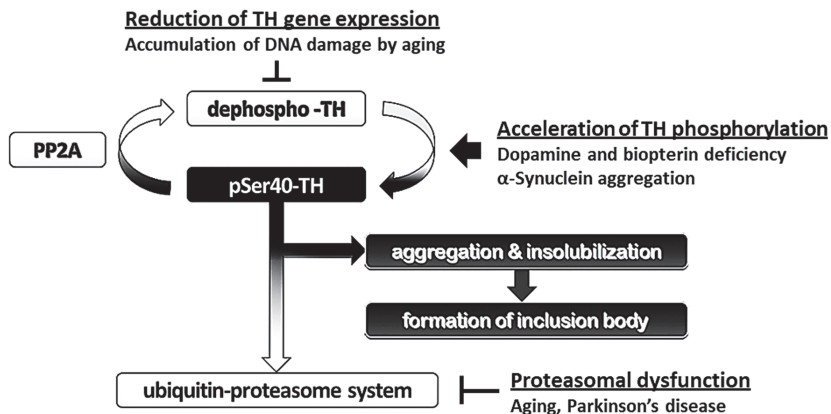 Reduction of TH gene expression
Accumulation of DNA damage by aging
dephospho -TH
PP2A
Acceleration of TH phosphorylation
Dopamine and biopterin deficiency
α-Synuclein aggregation
pSer40-TH
aggregation & insolubilization
formation of inclusion body
ubiquitin-proteasome system
Proteasomal dysfunction
Aging, Parkinson's disease